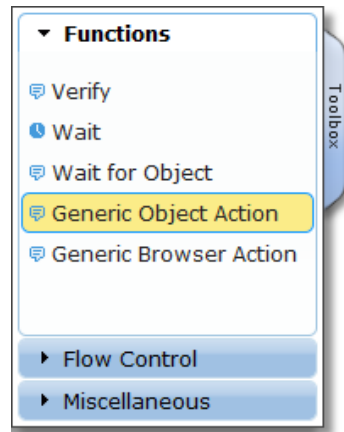 Functions
Verify
Wait
Wait for Object
Generic Object Action
Generic Browser Action
Flow Control
Miscellaneous
Toolbox